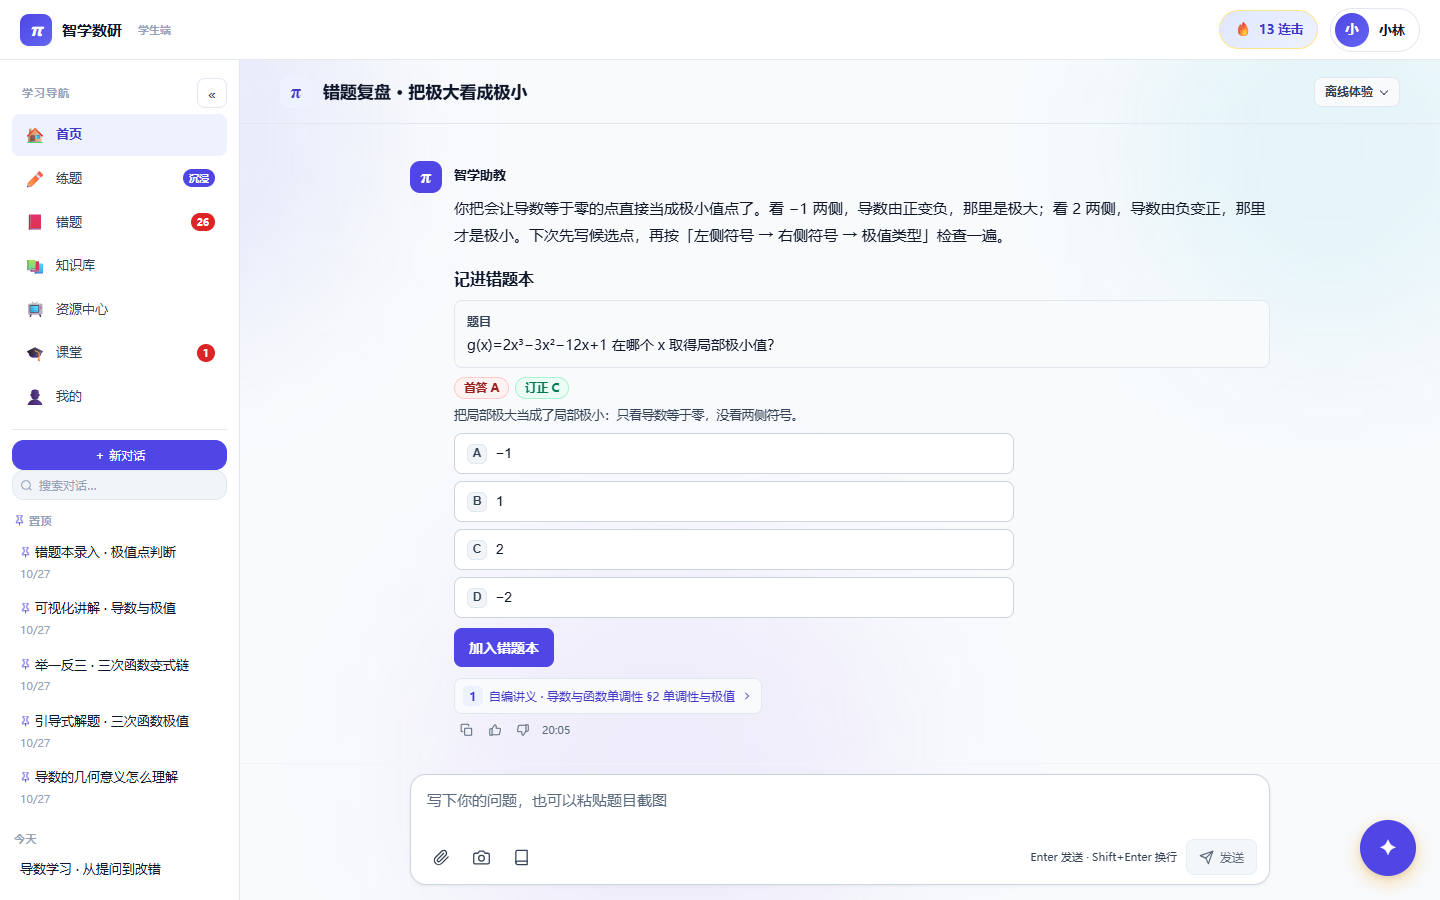 π 智学数研 学生端
13 连击
小 小林
学习导航
«
首页
练题 沉浸
错题 26
知识库
资源中心
课堂 1
我的
+ 新对话
搜索对话...
置顶
错题本录入 · 极值点判断
10/27
可视化讲解 · 导数与极值
10/27
举一反三 · 三次函数变式链
10/27
引导式解题 · 三次函数极值
10/27
导数的几何意义怎么理解
10/27
今天
导数学习 · 从提问到改错
π 错题复盘 • 把极大看成极小
离线体验
π 智学助教
你把会让导数等于零的点直接当成极小值点了。看 −1 两侧，导数由正变负，那里是极大；看 2 两侧，导数由负变正，那里
才是极小。下次先写候选点，再按「左侧符号 → 右侧符号 → 极值类型」检查一遍。
记进错题本
题目
g(x)=2x³−3x²−12x+1 在哪个 x 取得局部极小值？
首答 A 订正 C
把局部极大当成了局部极小：只看导数等于零，没看两侧符号。
A −1
B 1
C 2
D −2
加入错题本
1 自编讲义 · 导数与函数单调性 §2 单调性与极值
20:05
写下你的问题，也可以粘贴题目截图
Enter 发送 · Shift+Enter 换行
发送